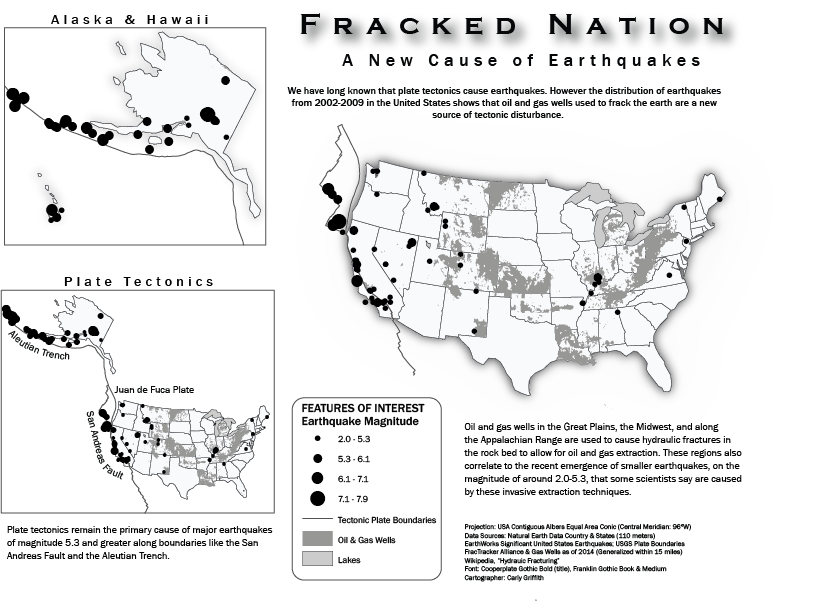 Alaska & Hawaii
FRACKED NATION
A New Cause of Earthquakes
We have long known that plate tectonics cause earthquakes. However the distribution of earthquakes
from 2002-2009 in the United States shows that oil and gas wells used to frack the earth are a new
source of tectonic disturbance.
Plate Tectonics
Aleutian Trench
Juan de Fuca Plate
San Andreas Fault
Plate tectonics remain the primary cause of major earthquakes
of magnitude 5.3 and greater along boundaries like the San
Andreas Fault and the Aleutian Trench.
FEATURES OF INTEREST
Earthquake Magnitude
2.0 - 5.3
5.3 - 6.1
6.1 - 7.1
7.1 - 7.9
Tectonic Plate Boundaries
Oil & Gas Wells
Lakes
Oil and gas wells in the Great Plains, the Midwest, and along
the Appalachian Range are used to cause hydraulic fractures in
the rock bed to allow for oil and gas extraction. These regions also
correlate to the recent emergence of smaller earthquakes, on the
magnitude of around 2.0-5.3, that some scientists say are caused
by these invasive extraction techniques.
Projection: USA Contiguous Albers Equal Area Conic (Central Meridian: 96°W)
Data Sources: Natural Earth Data Country & States (110 meters)
EarthWorks Significant United States Earthquakes; USGS Plate Boundaries
FracTracker Alliance & Gas Wells as of 2014 (Generalized within 15 miles)
Wikipedia, "Hydrauic Fracturing"
Font: Cooperplate Gothic Bold (title), Franklin Gothic Book & Medium
Cartographer: Carly Griffith